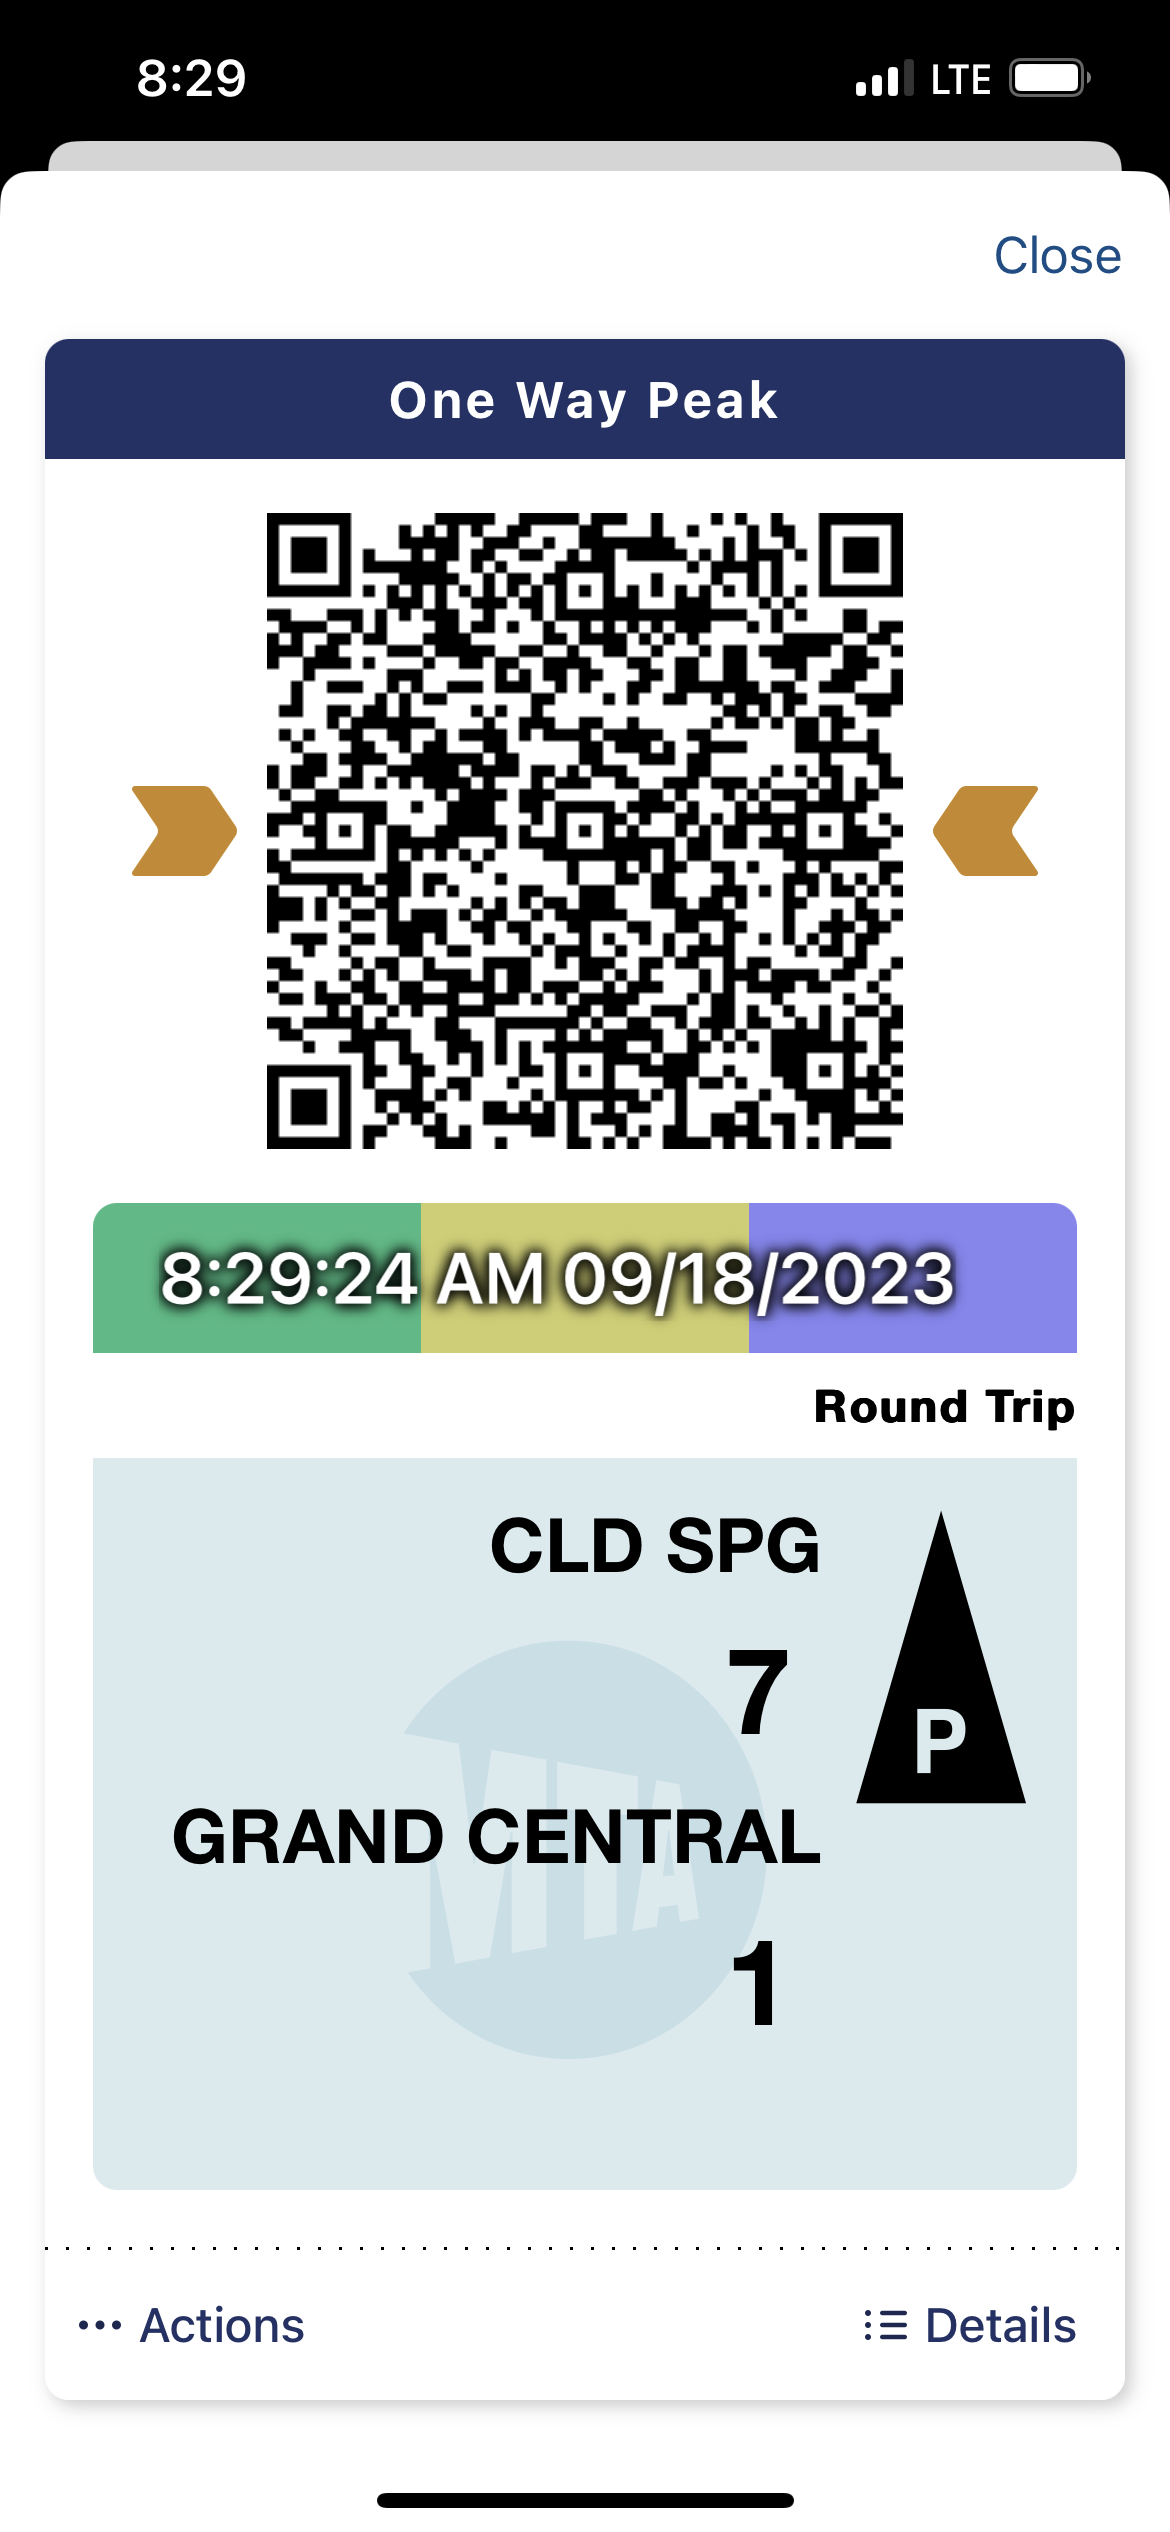 8:29 LTE
Close
One Way Peak
8:29:24 AM 09/18/2023
Round Trip
CLD SPG
7
P
MTA
GRAND CENTRAL
1
Actions Details